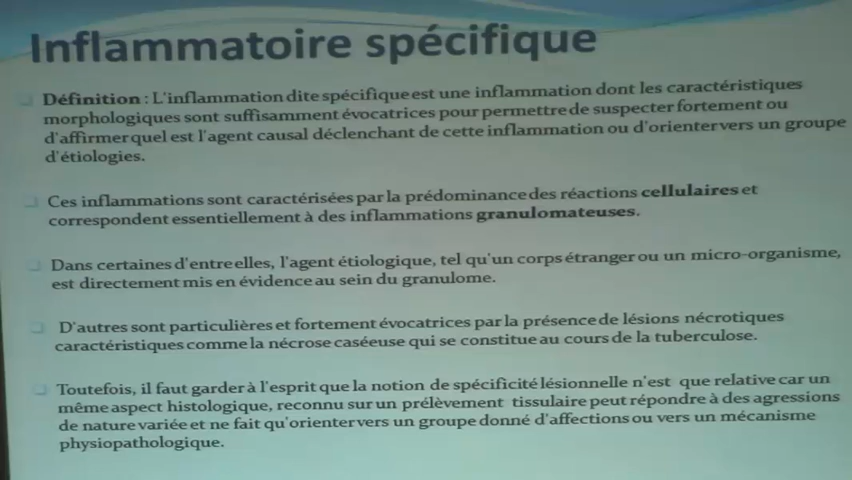 Inflammatoire spécifique
Définition : L'inflammation dite spécifique est une inflammation dont les caractéristiques
morphologiques sont suffisamment évocatrices pour permettre de suspecter fortement ou
d'affirmer quel est l'agent causal déclenchant de cette inflammation ou d'orienter vers un groupe
d'étiologies.
Ces inflammations sont caractérisées par la prédominance des réactions cellulaires et
correspondent essentiellement à des inflammations granulomateuses.
Dans certaines d'entre elles, l'agent étiologique, tel qu'un corps étranger ou un micro-organisme,
est directement mis en évidence au sein du granulome.
D'autres sont particulières et fortement évocatrices par la présence de lésions nécrotiques
caractéristiques comme la nécrose caséeuse qui se constitue au cours de la tuberculose.
Toutefois, il faut garder à l'esprit que la notion de spécificité lésionnelle n'est que relative car un
même aspect histologique, reconnu sur un prélèvement tissulaire peut répondre à des agressions
de nature variée et ne fait qu'orienter vers un groupe donné d'affections ou vers un mécanisme
physiopathologique.